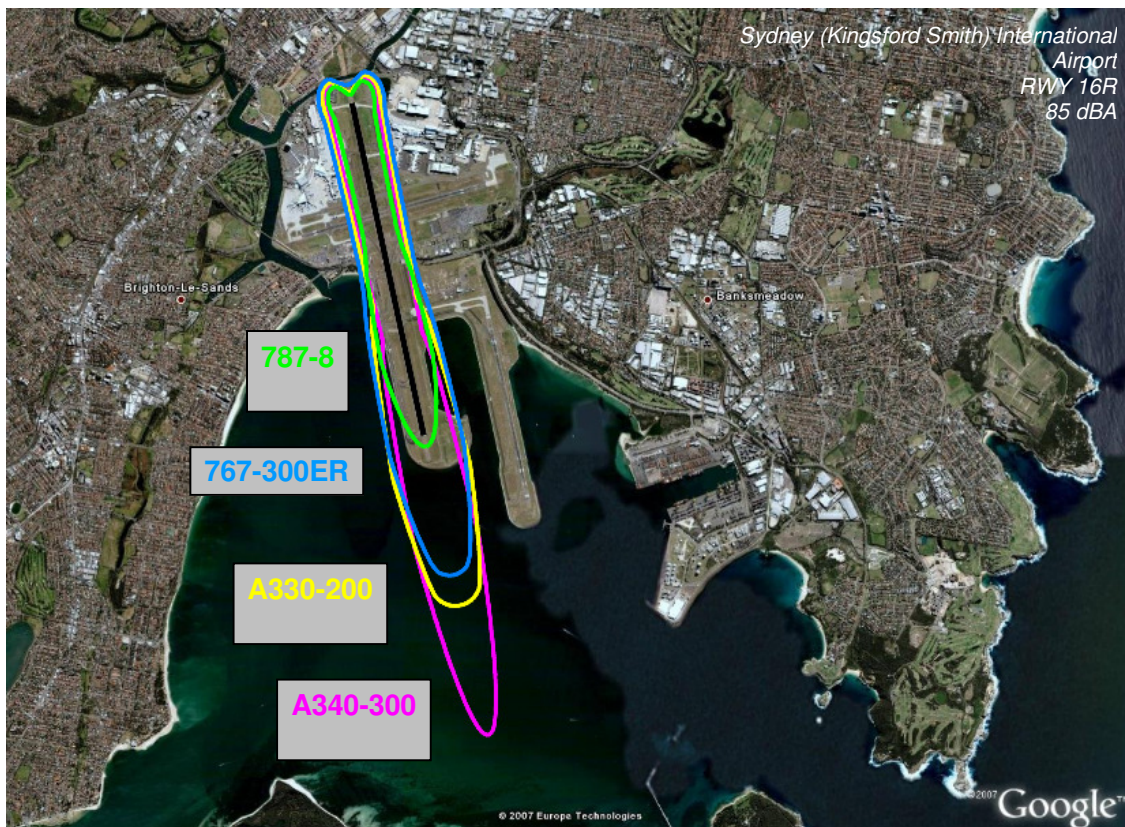 Sydney (Kingsford Smith) International
Airport
RWY 16R
85 dBA
Brighton-Le-Sands
Banksmeadow
787-8
767-300ER
A330-200
A340-300
© 2007 Europa Technologies
©2007 Google™